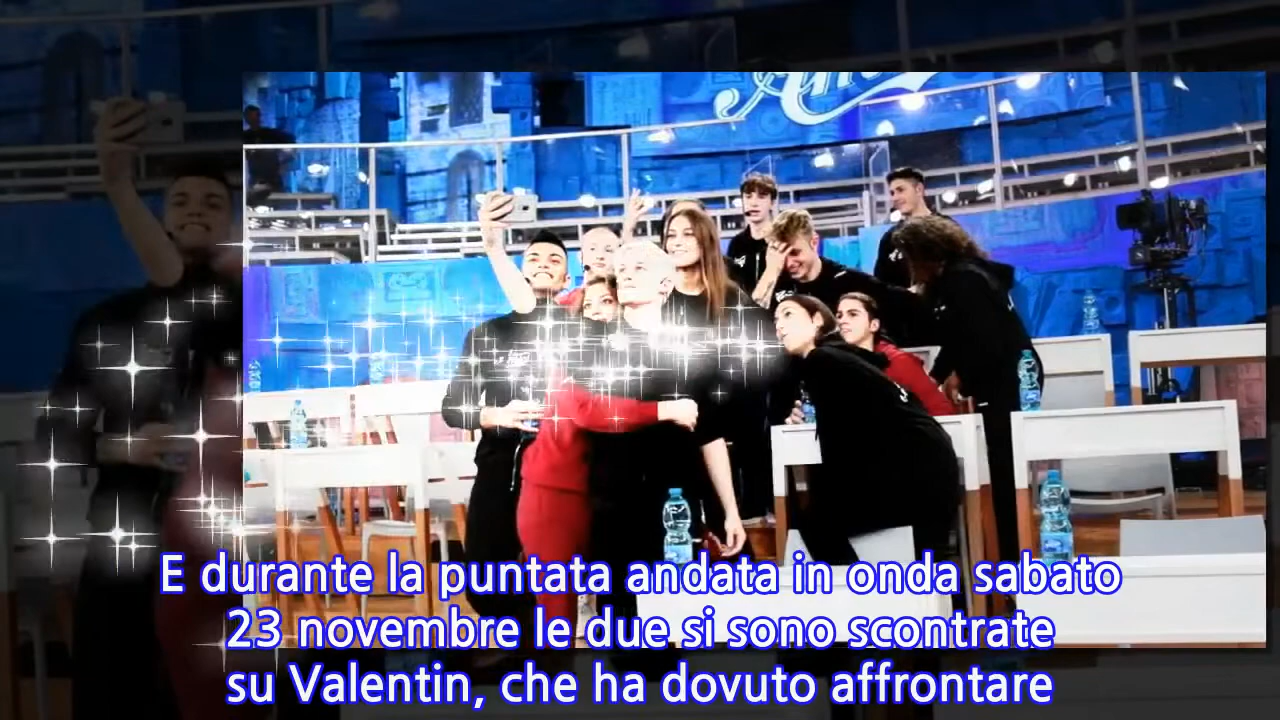 E durante la puntata andata in onda sabato
23 novembre le due si sono scontrate
su Valentin, che ha dovuto affrontare